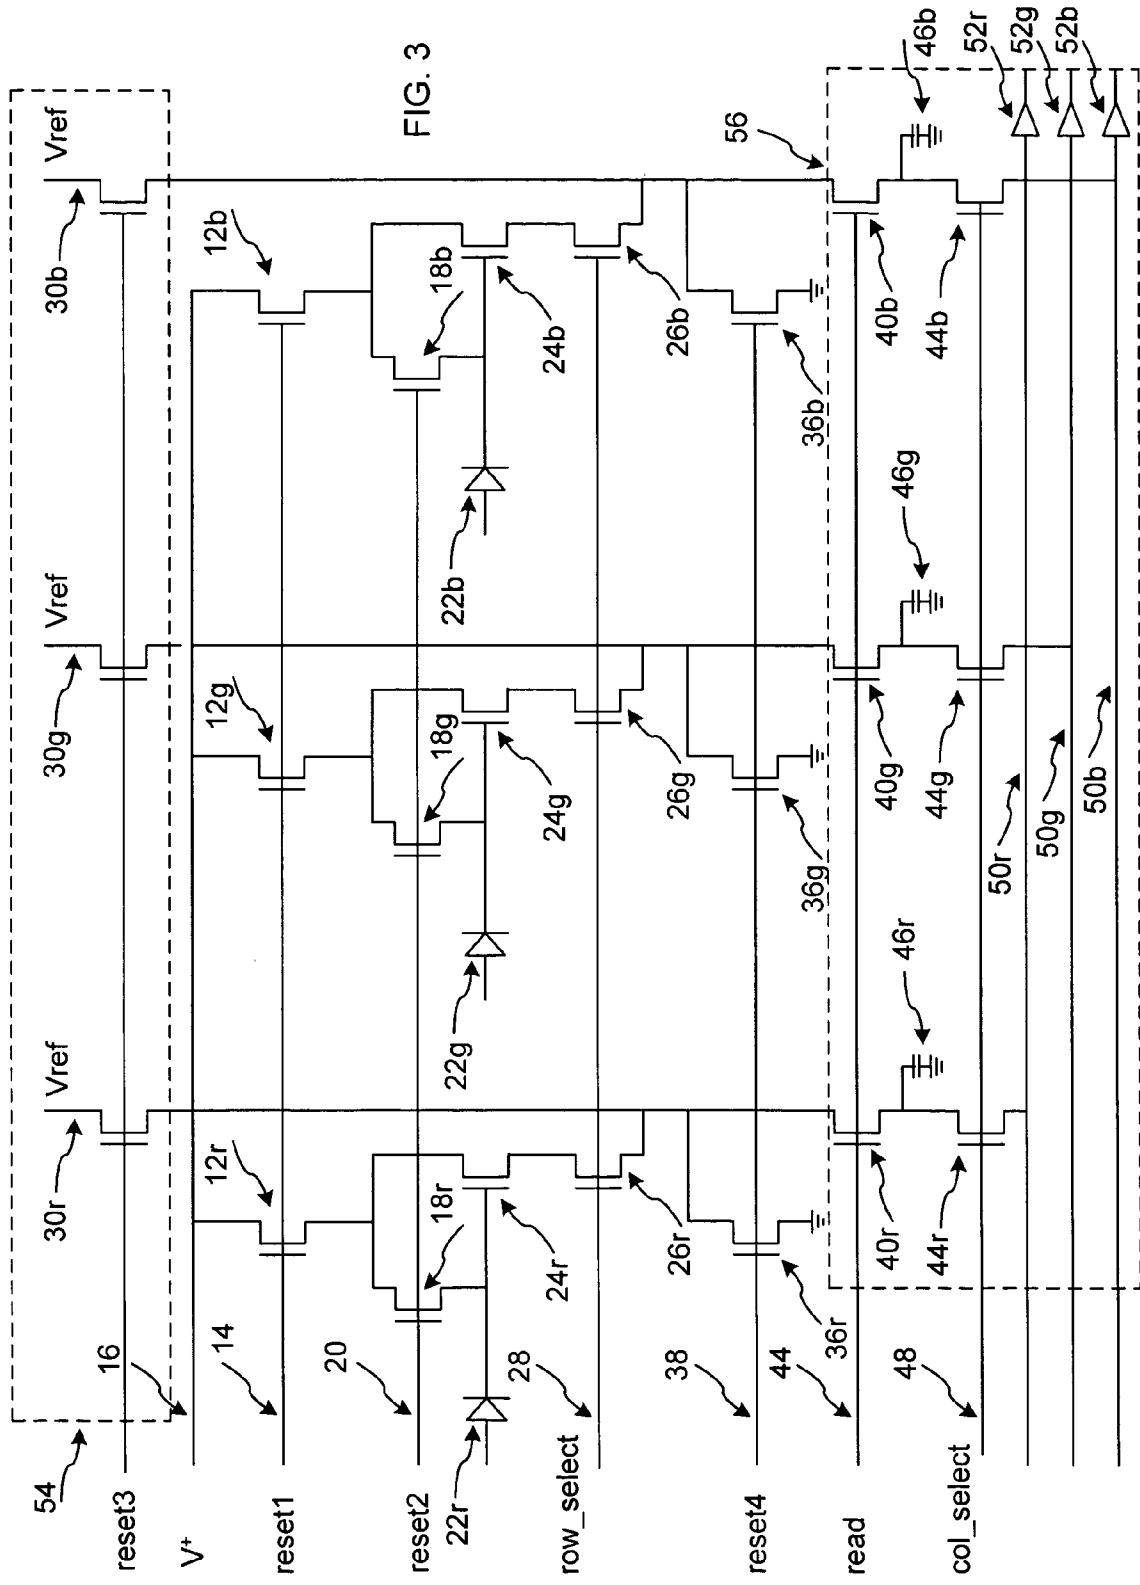 FIG. 3
54
reset3
30r
Vref
30g
Vref
30b
Vref
V+
16
reset1
14
12r
12g
12b
reset2
20
18r
18g
18b
22r
24r
22g
24g
22b
24b
row_select
28
26r
26g
26b
reset4
38
36r
36g
36b
56
read
44
40r
46r
40g
46g
40b
46b
col_select
48
44r
44g
44b
50r
50g
50b
52r
52g
52b